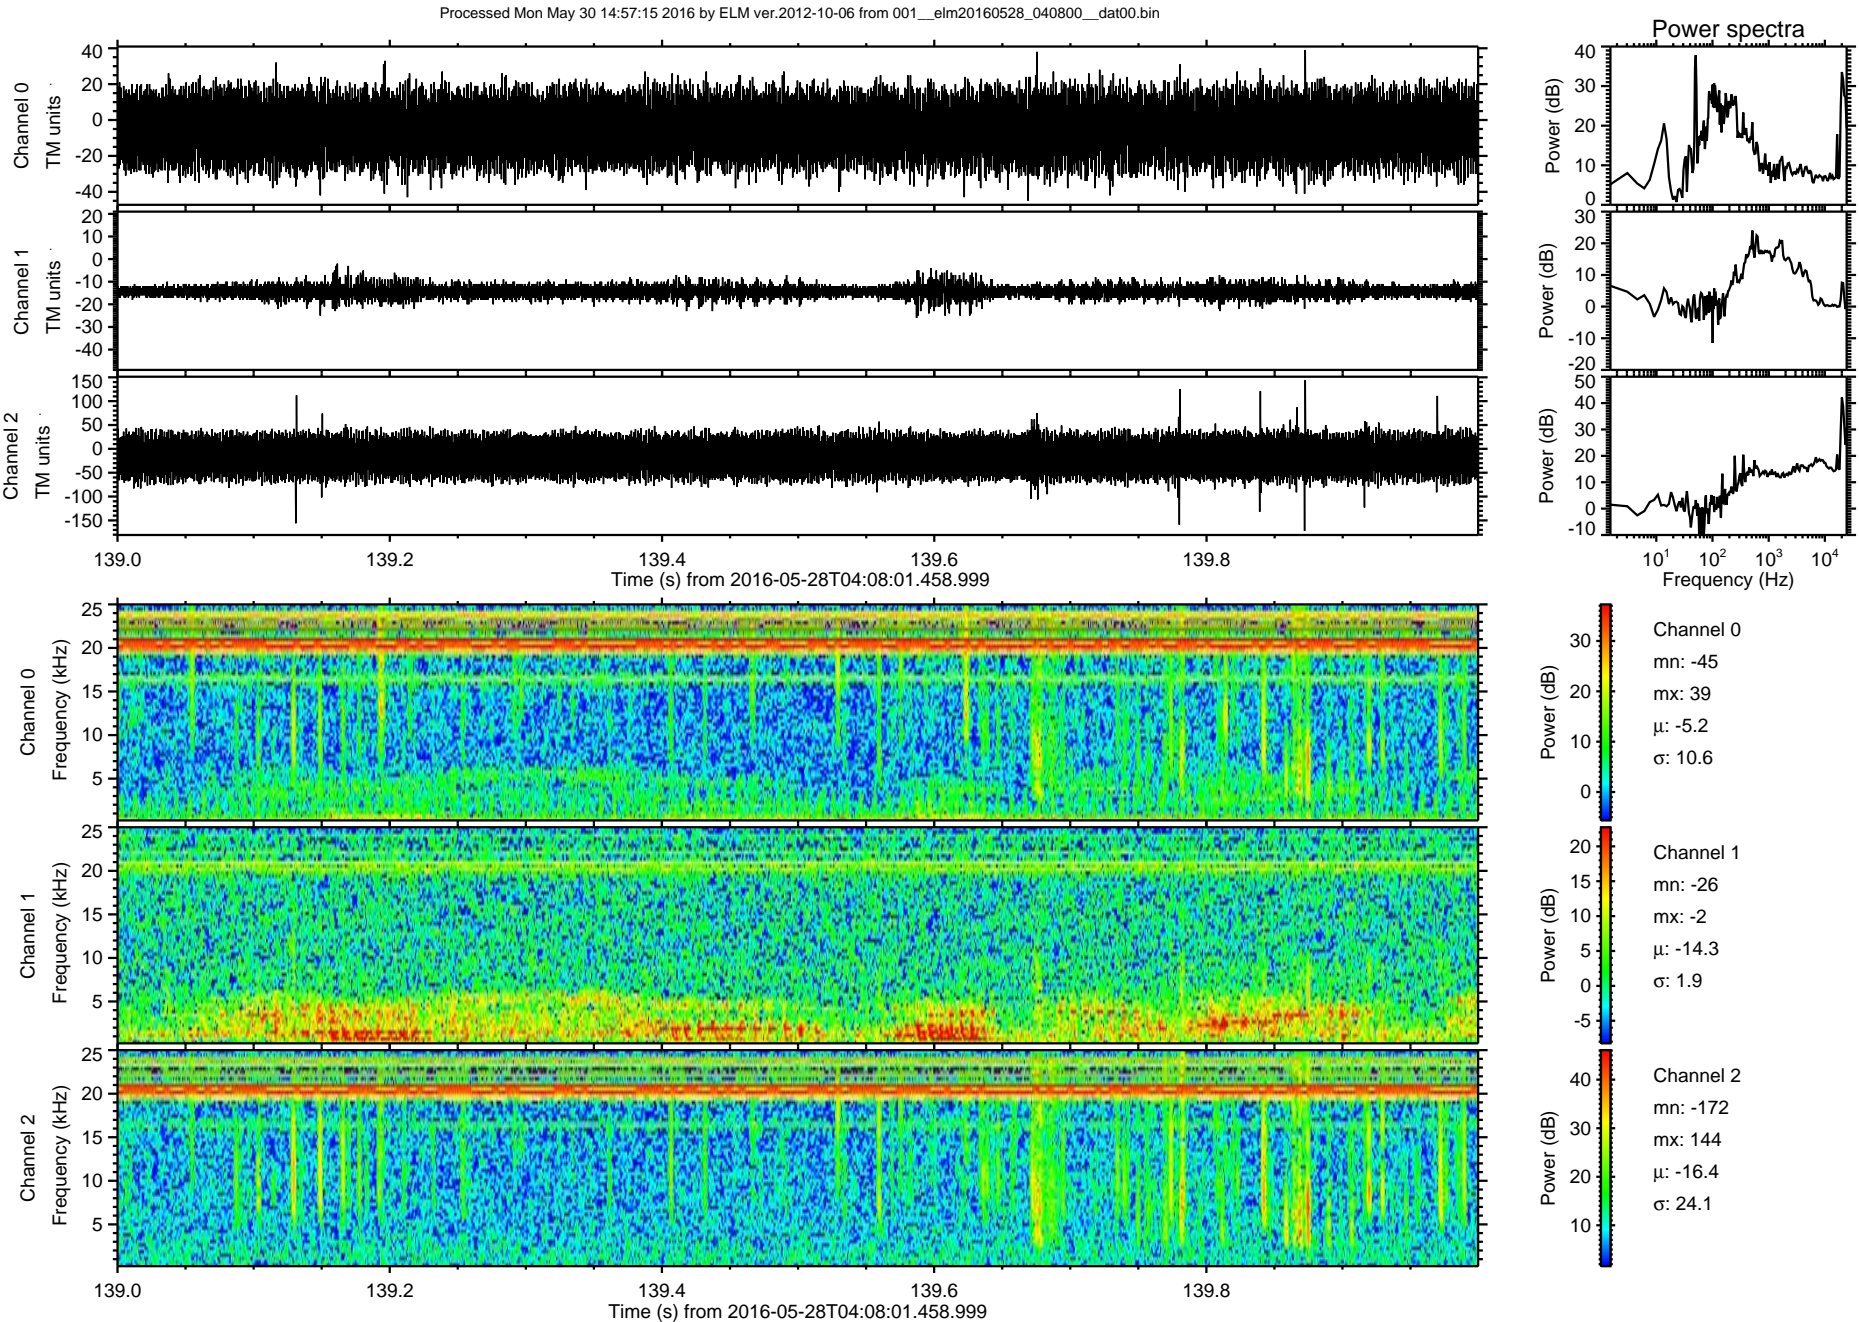 Processed Mon May 30 14:57:15 2016 by ELM ver.2012-10-06 from 001__elm20160528_040800__dat00.bin
Power spectra
Channel 0
TM units
40
20
0
-20
-40
Power (dB)
40
30
20
10
0
Channel 1
TM units
20
10
0
-10
-20
-30
-40
Power (dB)
30
20
10
0
-10
-20
Channel 2
TM units
150
100
50
0
-50
-100
-150
Power (dB)
50
40
30
20
10
0
-10
139.0 139.2 139.4 139.6 139.8
Time (s) from 2016-05-28T04:08:01.458.999
10¹ 10² 10³ 10⁴
Frequency (Hz)
Channel 0
Frequency (kHz)
25
20
15
10
5
Power (dB)
30
20
10
0
Channel 0
mn: -45
mx: 39
μ: -5.2
σ: 10.6
Channel 1
Frequency (kHz)
25
20
15
10
5
Power (dB)
20
15
10
5
0
-5
Channel 1
mn: -26
mx: -2
μ: -14.3
σ: 1.9
Channel 2
Frequency (kHz)
25
20
15
10
5
Power (dB)
40
30
20
10
Channel 2
mn: -172
mx: 144
μ: -16.4
σ: 24.1
139.0 139.2 139.4 139.6 139.8
Time (s) from 2016-05-28T04:08:01.458.999